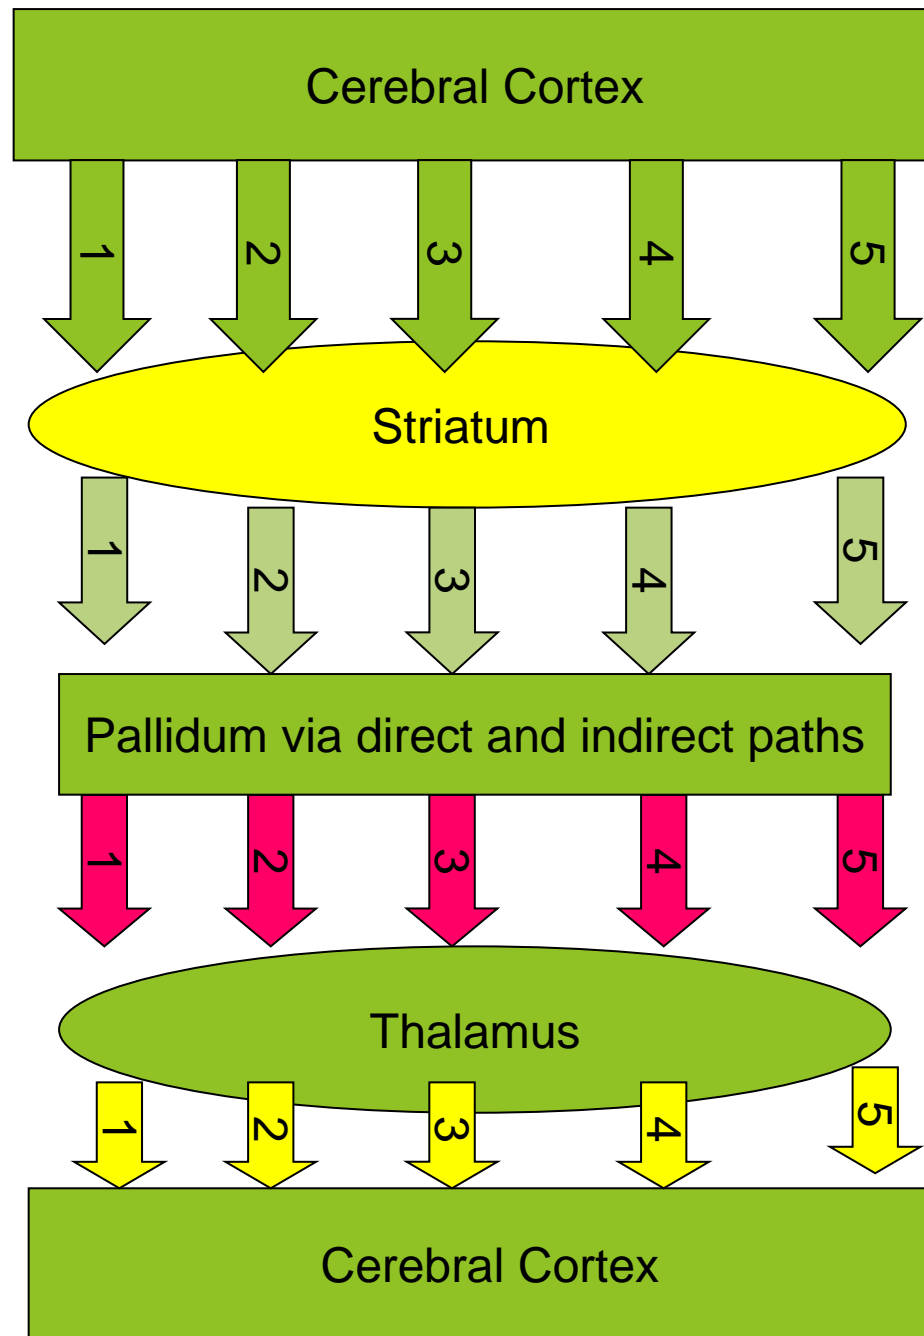 Cerebral Cortex
1 2 3 4 5
Striatum
1 2 3 4 5
Pallidum via direct and indirect paths
1 2 3 4 5
Thalamus
1 2 3 4 5
Cerebral Cortex